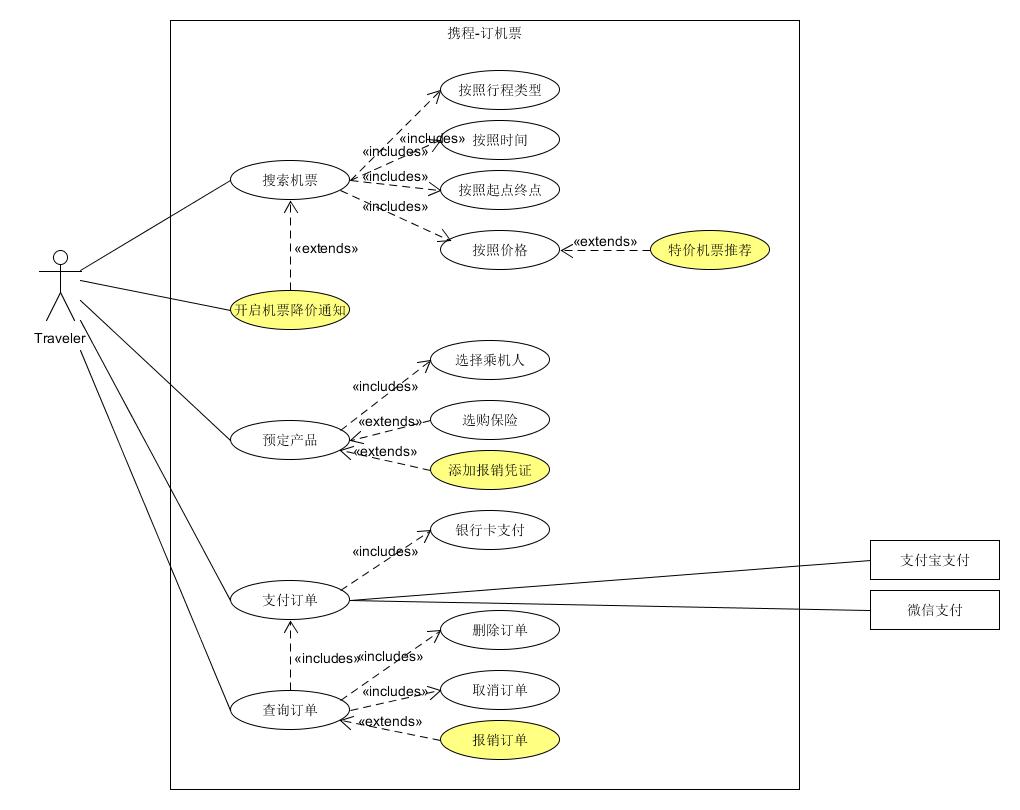 携程-订机票
按照行程类型
«includes»
按照时间
«includes»
搜索机票
«includes»
按照起点终点
«includes»
«extends»
按照价格
«extends»
特价机票推荐
开启机票降价通知
Traveler
选择乘机人
«includes»
«extends»
选购保险
预定产品
«extends»
添加报销凭证
银行卡支付
«includes»
支付宝支付
支付订单
微信支付
删除订单
«includes»
«includes»
«includes»
取消订单
查询订单
«extends»
报销订单